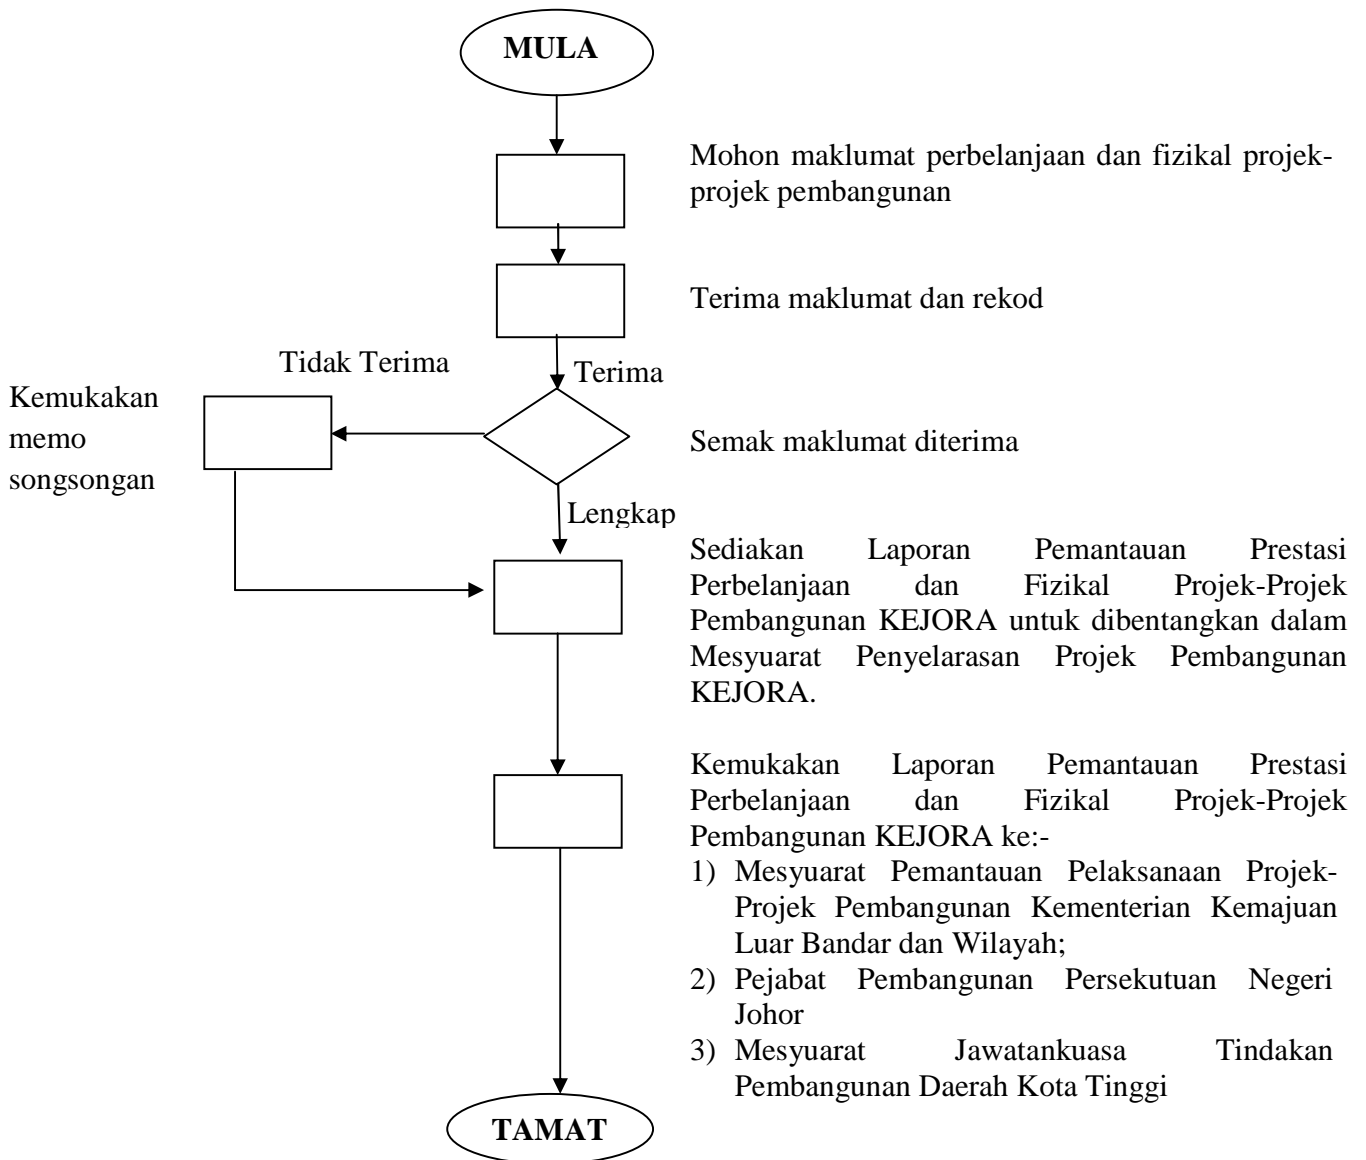 MULA
Mohon maklumat perbelanjaan dan fizikal projek-
projek pembangunan
Terima maklumat dan rekod
Tidak Terima
Terima
Kemukakan
memo
songsongan
Semak maklumat diterima
Lengkap
Sediakan Laporan Pemantauan Prestasi
Perbelanjaan dan Fizikal Projek-Projek
Pembangunan KEJORA untuk dibentangkan dalam
Mesyuarat Penyelarasan Projek Pembangunan
KEJORA.
Kemukakan Laporan Pemantauan Prestasi
Perbelanjaan dan Fizikal Projek-Projek
Pembangunan KEJORA ke:-
1) Mesyuarat Pemantauan Pelaksanaan Projek-
Projek Pembangunan Kementerian Kemajuan
Luar Bandar dan Wilayah;
2) Pejabat Pembangunan Persekutuan Negeri
Johor
3) Mesyuarat Jawatankuasa Tindakan
Pembangunan Daerah Kota Tinggi
TAMAT